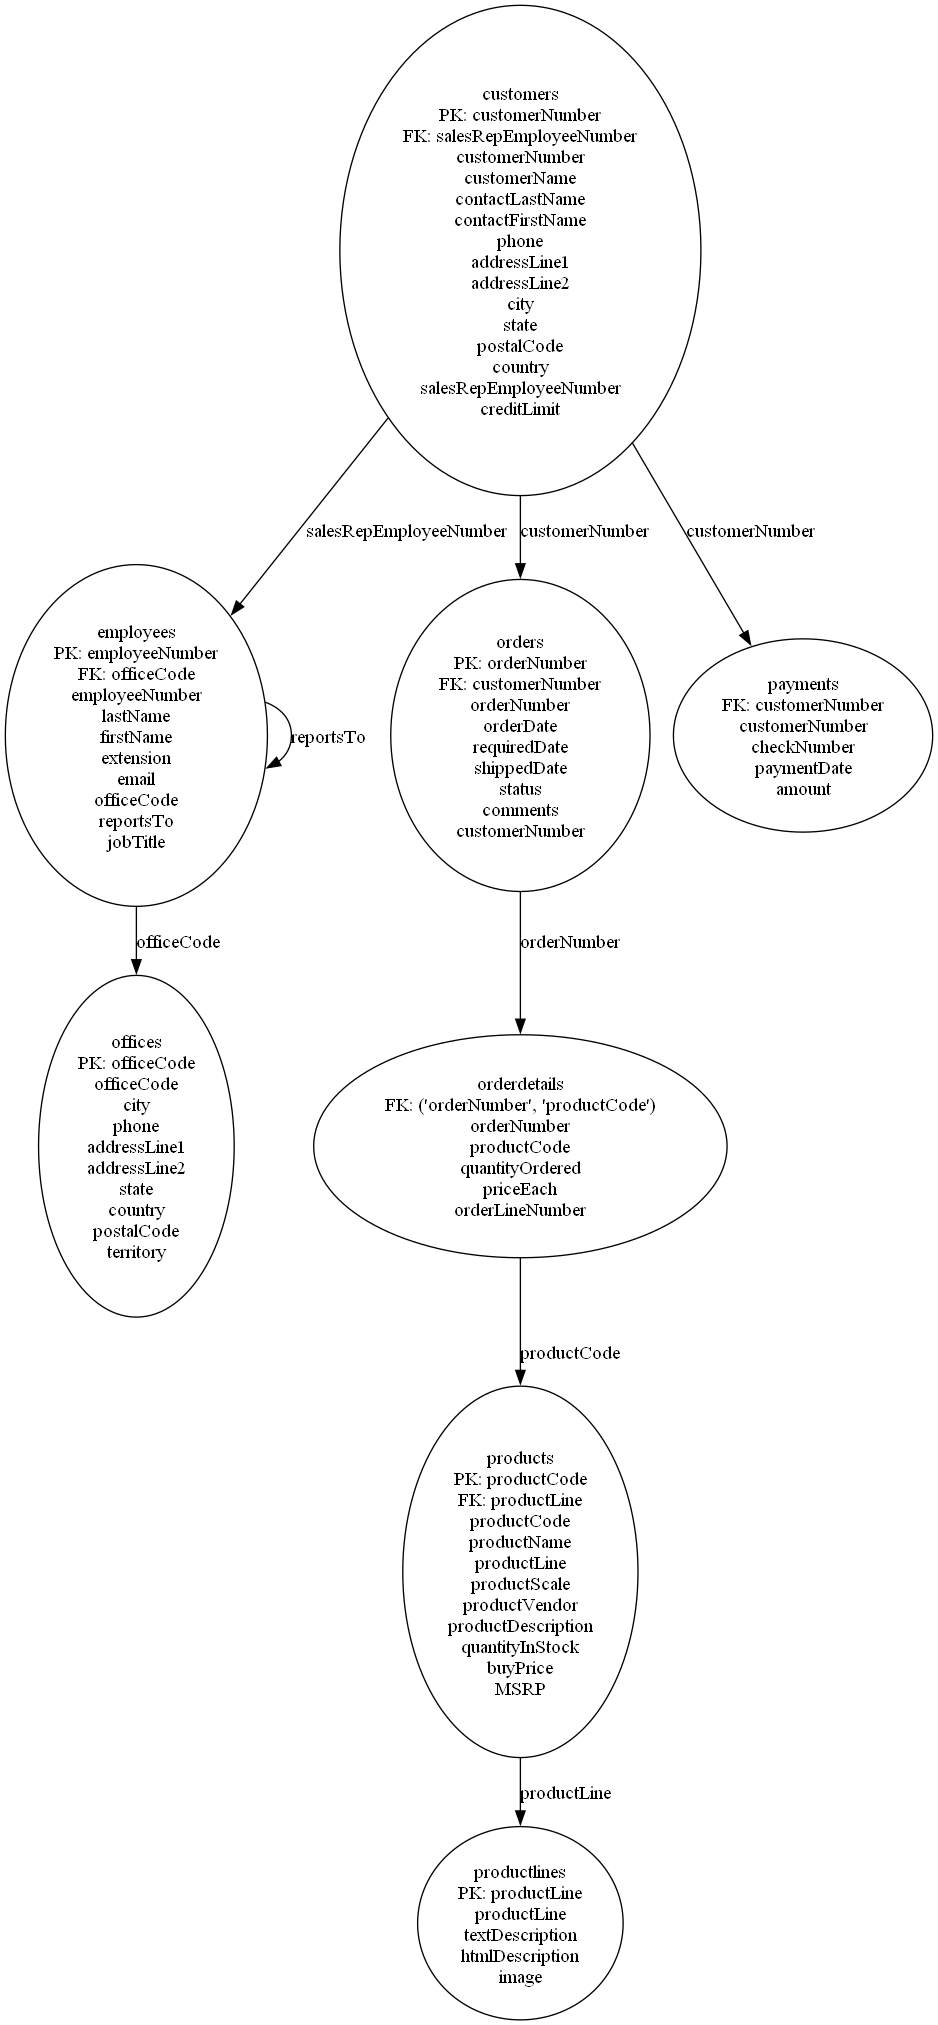 customers
PK: customerNumber
FK: salesRepEmployeeNumber
customerNumber
customerName
contactLastName
contactFirstName
phone
addressLine1
addressLine2
city
state
postalCode
country
salesRepEmployeeNumber
creditLimit
salesRepEmployeeNumber
customerNumber
customerNumber
employees
PK: employeeNumber
FK: officeCode
employeeNumber
lastName
firstName
extension
email
officeCode
reportsTo
jobTitle
reportsTo
orders
PK: orderNumber
FK: customerNumber
orderNumber
orderDate
requiredDate
shippedDate
status
comments
customerNumber
payments
FK: customerNumber
customerNumber
checkNumber
paymentDate
amount
officeCode
orderNumber
offices
PK: officeCode
officeCode
city
phone
addressLine1
addressLine2
state
country
postalCode
territory
orderdetails
FK: ('orderNumber', 'productCode')
orderNumber
productCode
quantityOrdered
priceEach
orderLineNumber
productCode
products
PK: productCode
FK: productLine
productCode
productName
productLine
productScale
productVendor
productDescription
quantityInStock
buyPrice
MSRP
productLine
productlines
PK: productLine
productLine
textDescription
htmlDescription
image